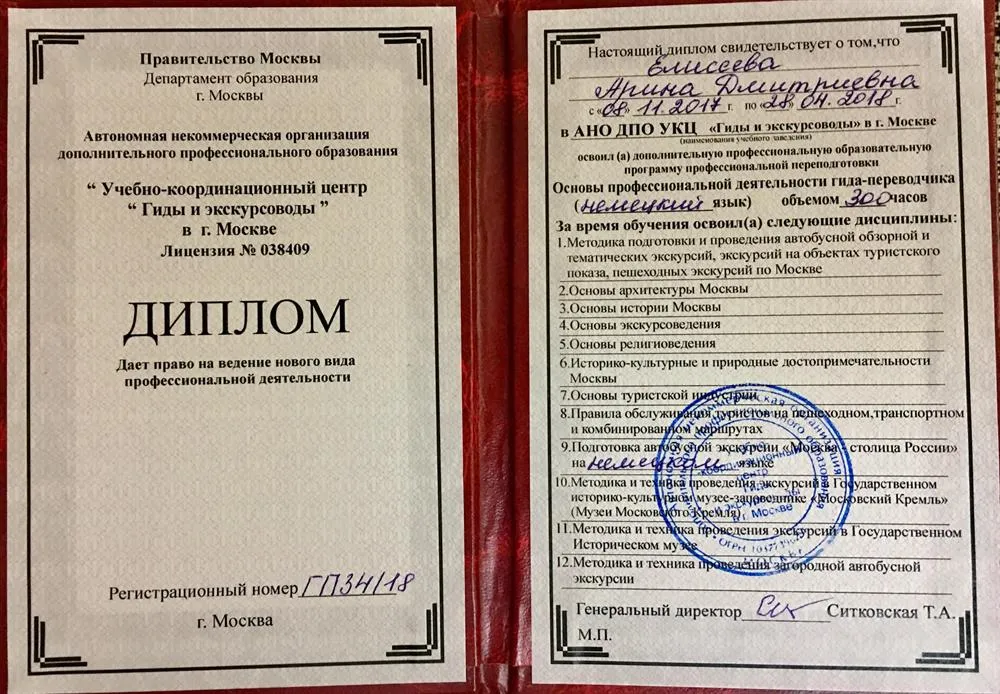 Правительство Москвы
Департамент образования
г. Москвы
Автономная некоммерческая организация
дополнительного профессионального образования
“ Учебно-координационный центр
“ Гиды и экскурсоводы ”
в г. Москве
Лицензия № 038409
ДИПЛОМ
Дает право на ведение нового вида
профессиональной деятельности
Регистрационный номер ГП34/18
г. Москва
Настоящий диплом свидетельствует о том,что
Елисеева
Арина Дмитриевна
с «08» 11.2017 г. по «28» 04.2018 г.
в АНО ДПО УКЦ «Гиды и экскурсоводы» в г. Москве
(наименования учебного заведения)
освоил (а) дополнительную профессиональную образовательную
программу профессиональной переподготовки
Основы профессиональной деятельности гида-переводчика
(немецкий язык) объемом 300 часов
За время обучения освоил(а) следующие дисциплины:
1.Методика подготовки и проведения автобусной обзорной и
тематических экскурсий, экскурсий на объектах туристского
показа, пешеходных экскурсий по Москве
2.Основы архитектуры Москвы
3.Основы истории Москвы
4.Основы экскурсоведения
5.Основы религиоведения
6.Историко-культурные и природные достопримечательности
Москвы
7.Основы туристской индустрии
8.Правила обслуживания туристов на пешеходном,транспортном
и комбинированном маршрутах
9.Подготовка автобусной экскурсии «Москва - столица России»
на немецком языке
10.Методика и техника проведения экскурсий в Государственном
историко-культурном музее-заповеднике «Московский Кремль»
(Музеи Московского Кремля)
11.Методика и техника проведения экскурсий в Государственном
Историческом музее
12.Методика и техника проведения загородной автобусной
экскурсии
Генеральный директор Ситковская Т.А.
М.П.
координационный
центр
Гиды
и экскурсоводы
в г. Москве